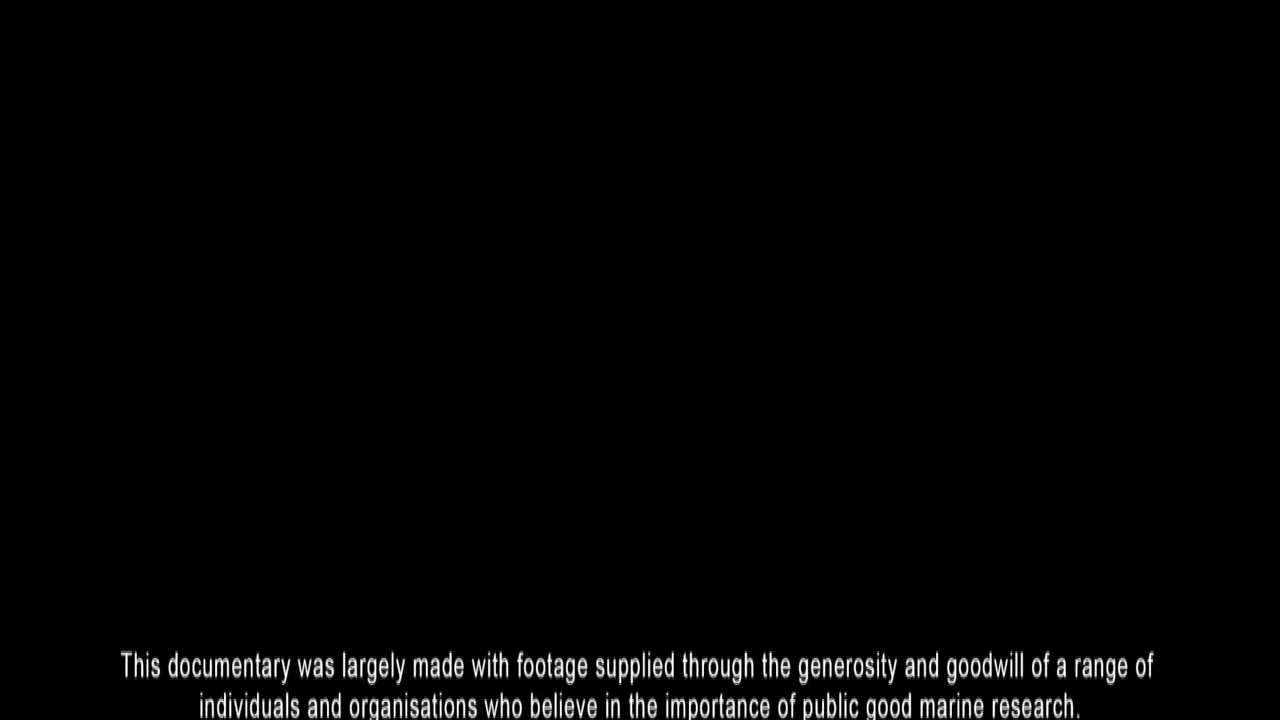 This documentary was largely made with footage supplied through the generosity and goodwill of a range of
individuals and organisations who believe in the importance of public good marine research.